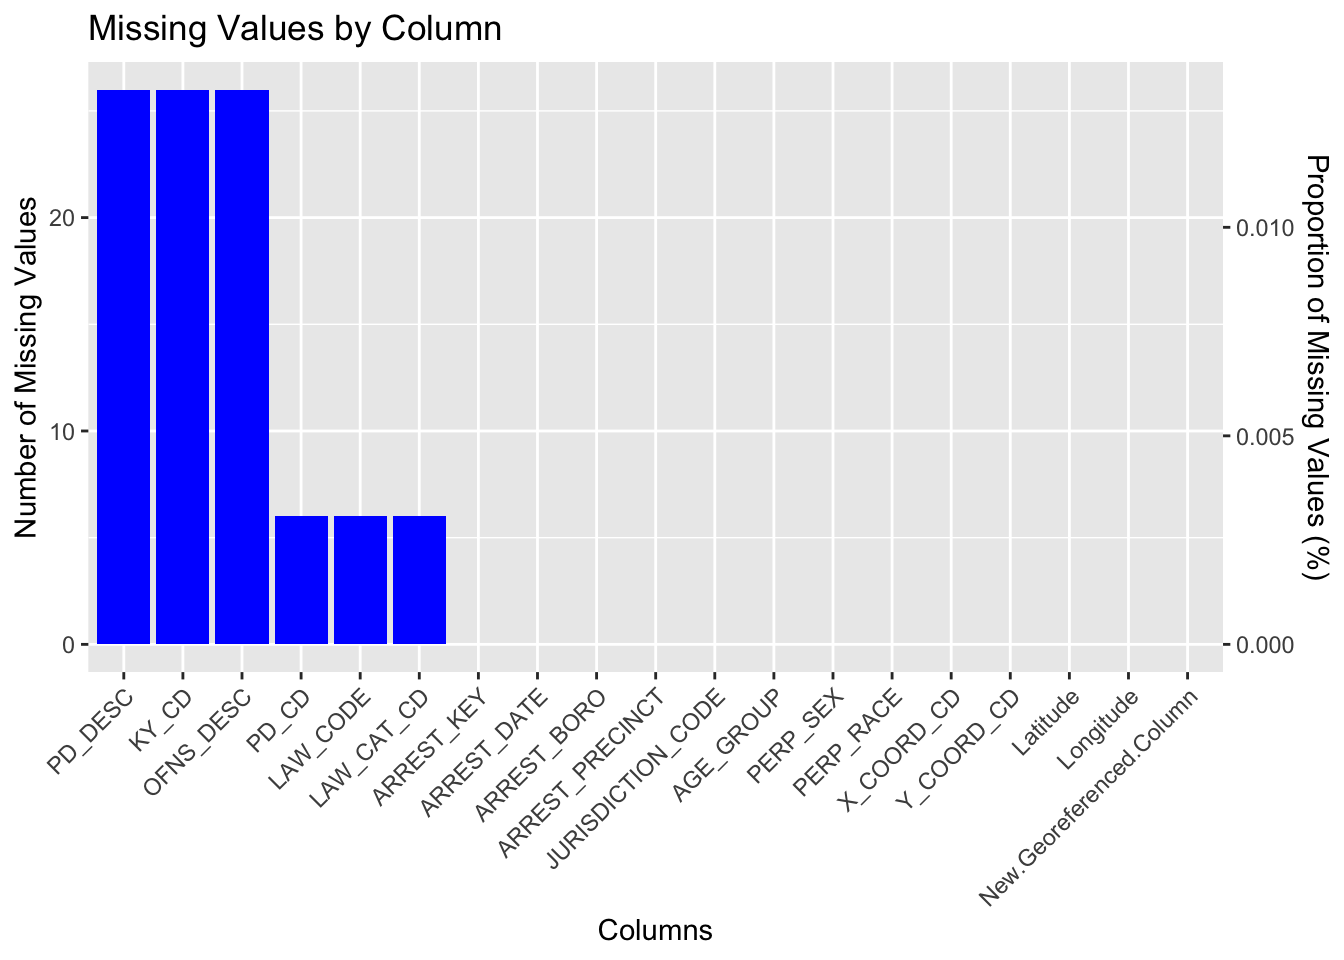 Missing Values by Column
Number of Missing Values
20
10
0
Proportion of Missing Values (%)
0.010
0.005
0.000
PD_DESC
KY_CD
OFNS_DESC
PD_CD
LAW_CODE
LAW_CAT_CD
ARREST_KEY
ARREST_DATE
ARREST_BORO
ARREST_PRECINCT
JURISDICTION_CODE
AGE_GROUP
PERP_SEX
PERP_RACE
X_COORD_CD
Y_COORD_CD
Latitude
Longitude
New.Georeferenced.Column
Columns